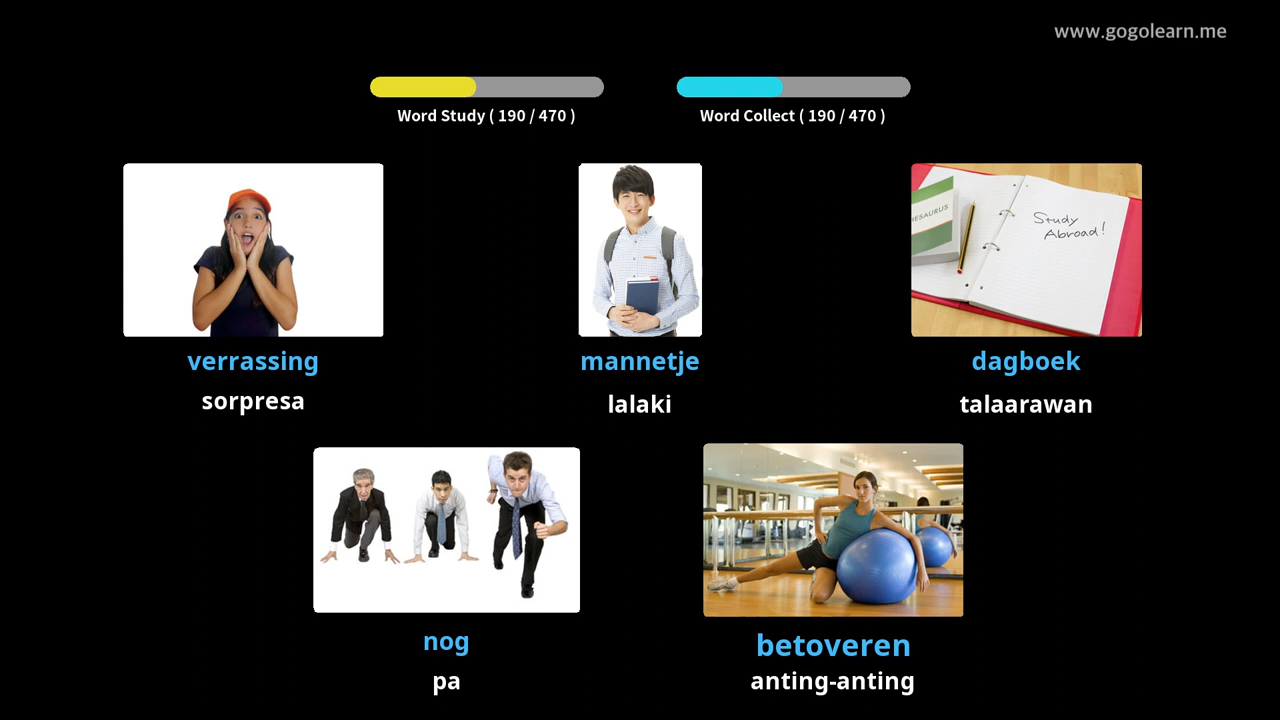 www.gogolearn.me
Word Study ( 190 / 470 )
Word Collect ( 190 / 470 )
ESAURUS
Study
Abroad!
verrassing
sorpresa
mannetje
lalaki
dagboek
talaarawan
nog
pa
betoveren
anting-anting